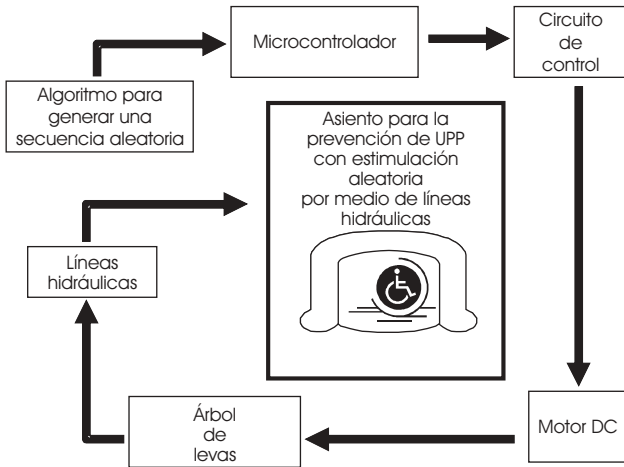 Algoritmo para
generar una
secuencia aleatoria
Microcontrolador
Circuito
de
control
Motor DC
Árbol
de
levas
Líneas
hidráulicas
Asiento para la
prevención de UPP
con estimulación
aleatoria
por medio de líneas
hidráulicas